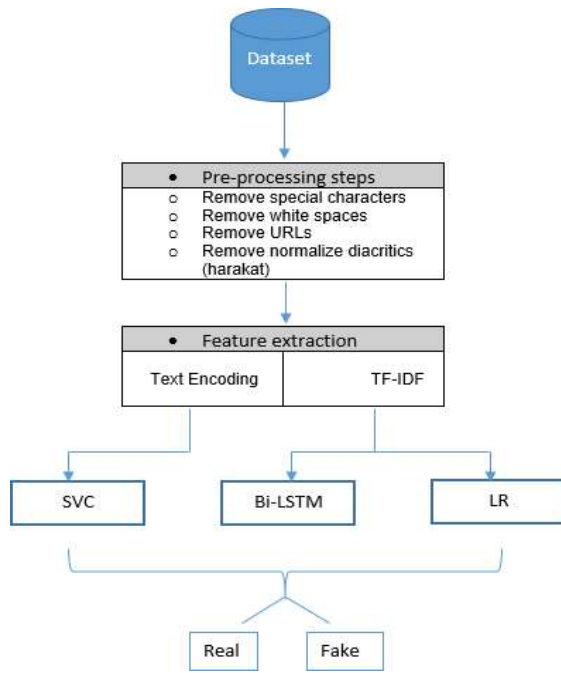 Dataset
• Pre-processing steps
o Remove special characters
o Remove white spaces
o Remove URLs
o Remove normalize diacritics
(harakat)
• Feature extraction
Text Encoding TF-IDF
SVC Bi-LSTM LR
Real Fake